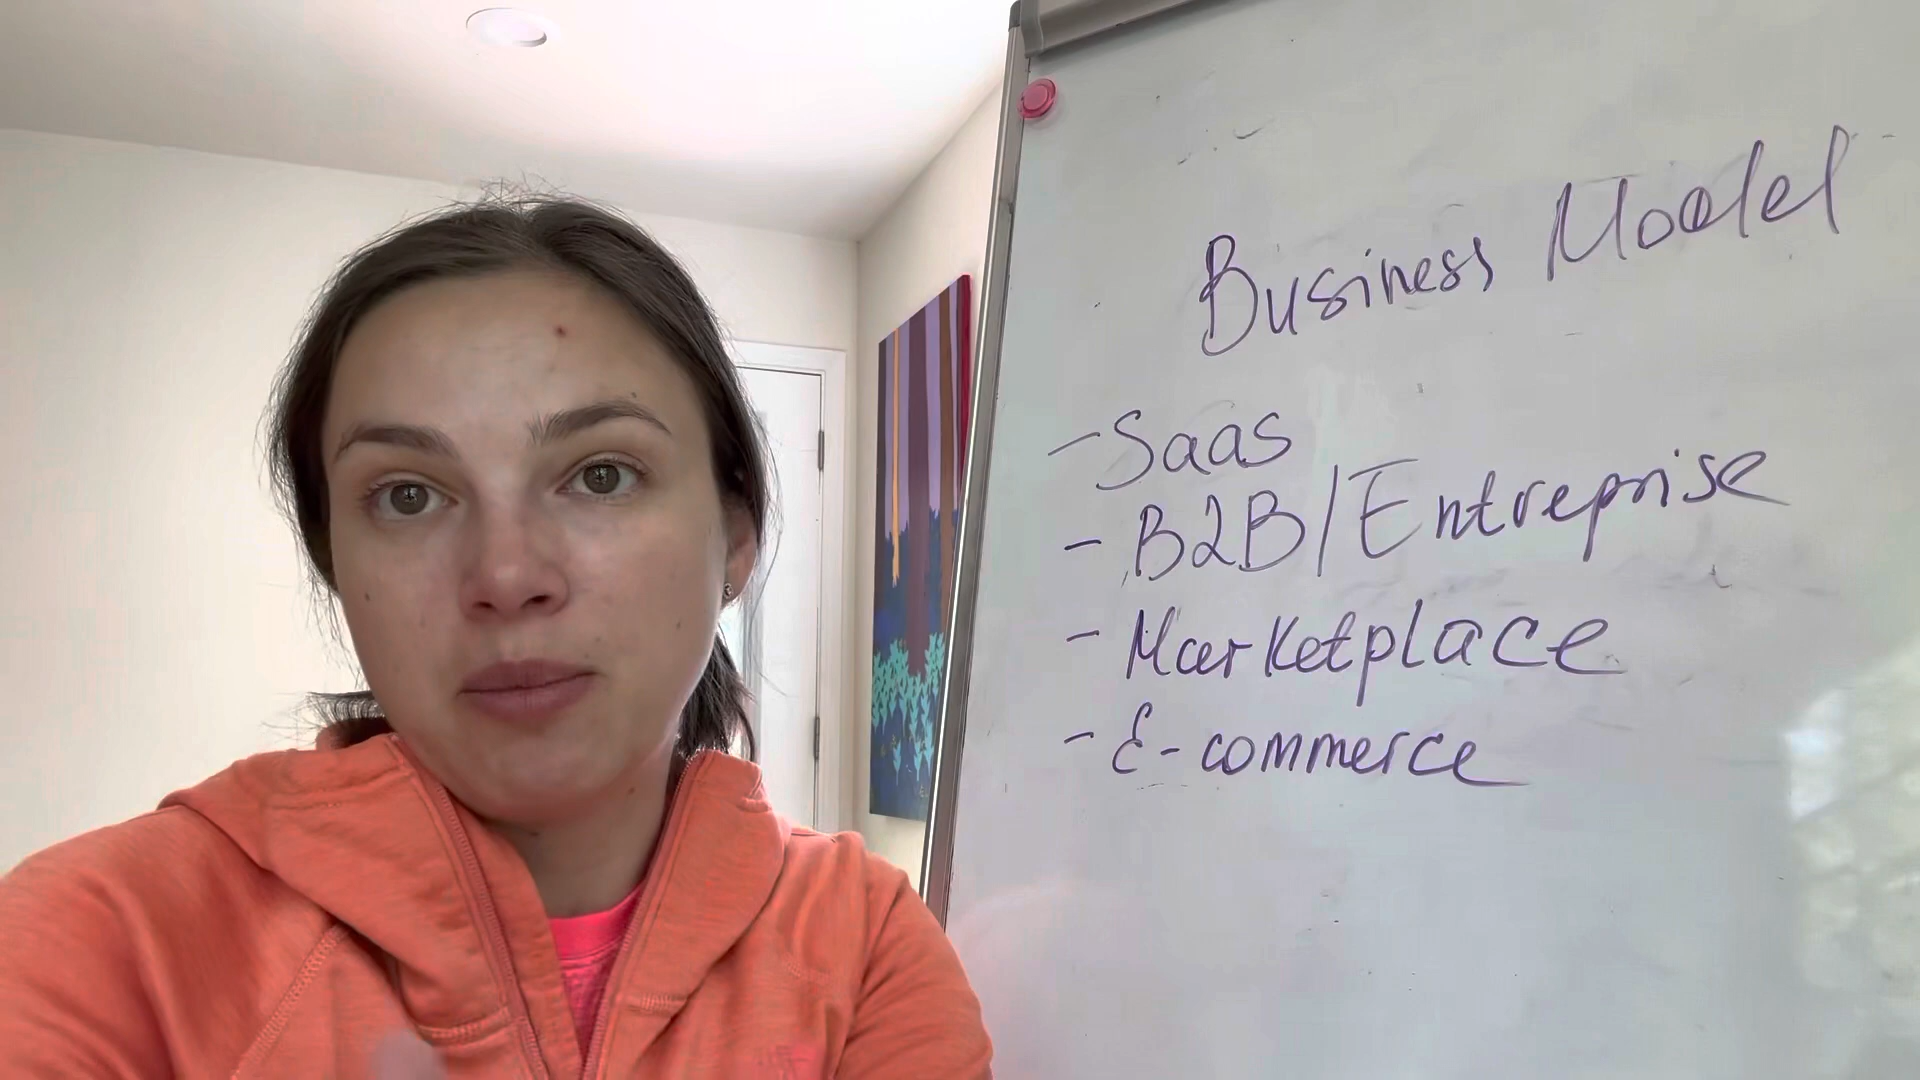 Business Model
- Saas
- B2B/Entreprise
- Marketplace
- E-commerce